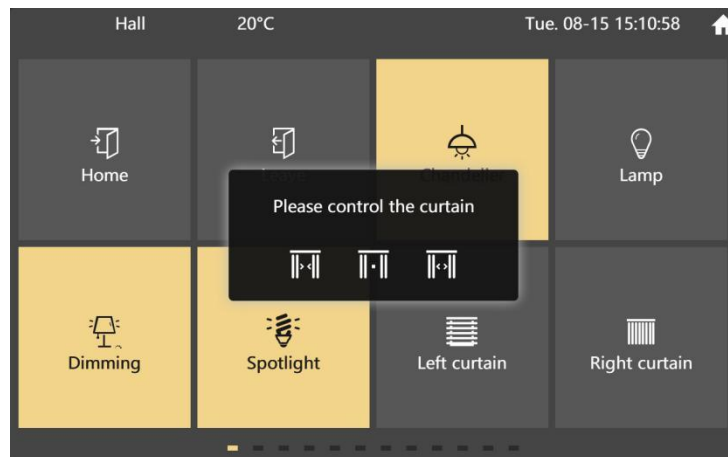 Hall 20°C Tue. 08-15 15:10:58
Home
Lamp
Please control the curtain
Dimming
Spotlight
Left curtain
Right curtain